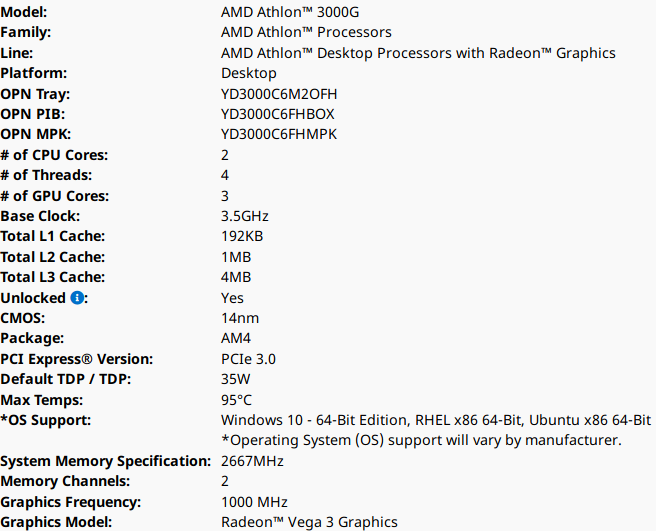 Model: AMD Athlon™ 3000G
Family: AMD Athlon™ Processors
Line: AMD Athlon™ Desktop Processors with Radeon™ Graphics
Platform: Desktop
OPN Tray: YD3000C6M2OFH
OPN PIB: YD3000C6FHBOX
OPN MPK: YD3000C6FHMPK
# of CPU Cores: 2
# of Threads: 4
# of GPU Cores: 3
Base Clock: 3.5GHz
Total L1 Cache: 192KB
Total L2 Cache: 1MB
Total L3 Cache: 4MB
Unlocked i: Yes
CMOS: 14nm
Package: AM4
PCI Express® Version: PCIe 3.0
Default TDP / TDP: 35W
Max Temps: 95°C
*OS Support: Windows 10 - 64-Bit Edition, RHEL x86 64-Bit, Ubuntu x86 64-Bit
*Operating System (OS) support will vary by manufacturer.
System Memory Specification: 2667MHz
Memory Channels: 2
Graphics Frequency: 1000 MHz
Graphics Model: Radeon™ Vega 3 Graphics